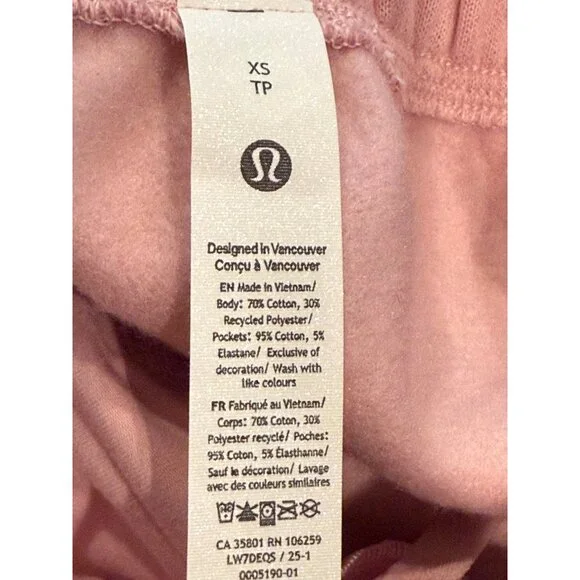 XS
TP
Designed in Vancouver
Conçu à Vancouver
EN Made in Vietnam/
Body: 70% Cotton, 30%
Recycled Polyester/
Pockets: 95% Cotton, 5%
Elastane/ Exclusive of
decoration/ Wash with
like colours
FR Fabriqué au Vietnam/
Corps: 70% Coton, 30%
Polyester recyclé/ Poches:
95% Coton, 5% Élasthanne/
Sauf le décoration/ Lavage
avec des couleurs similaires
CA 35801 RN 106259
LW7DEQS / 25-1
0005190-01